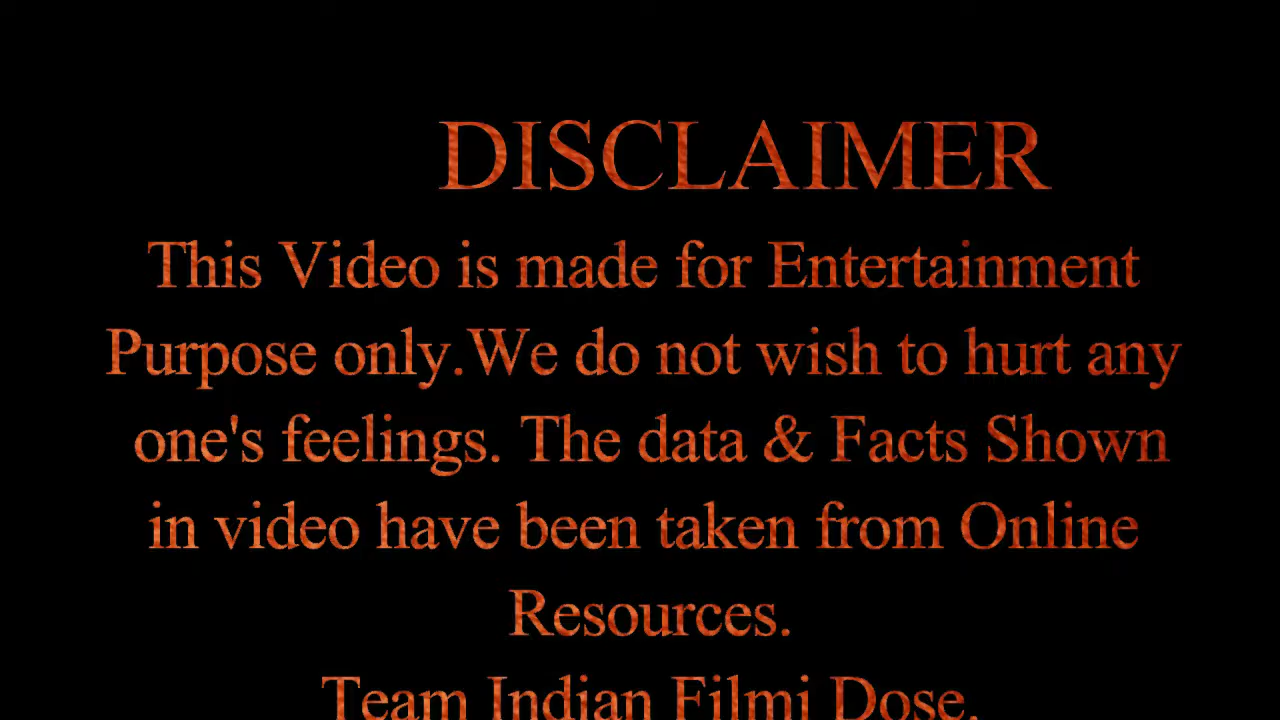 DISCLAIMER
This Video is made for Entertainment
Purpose only.We do not wish to hurt any
one's feelings. The data & Facts Shown
in video have been taken from Online
Resources.
Team Indian Filmi Dose.